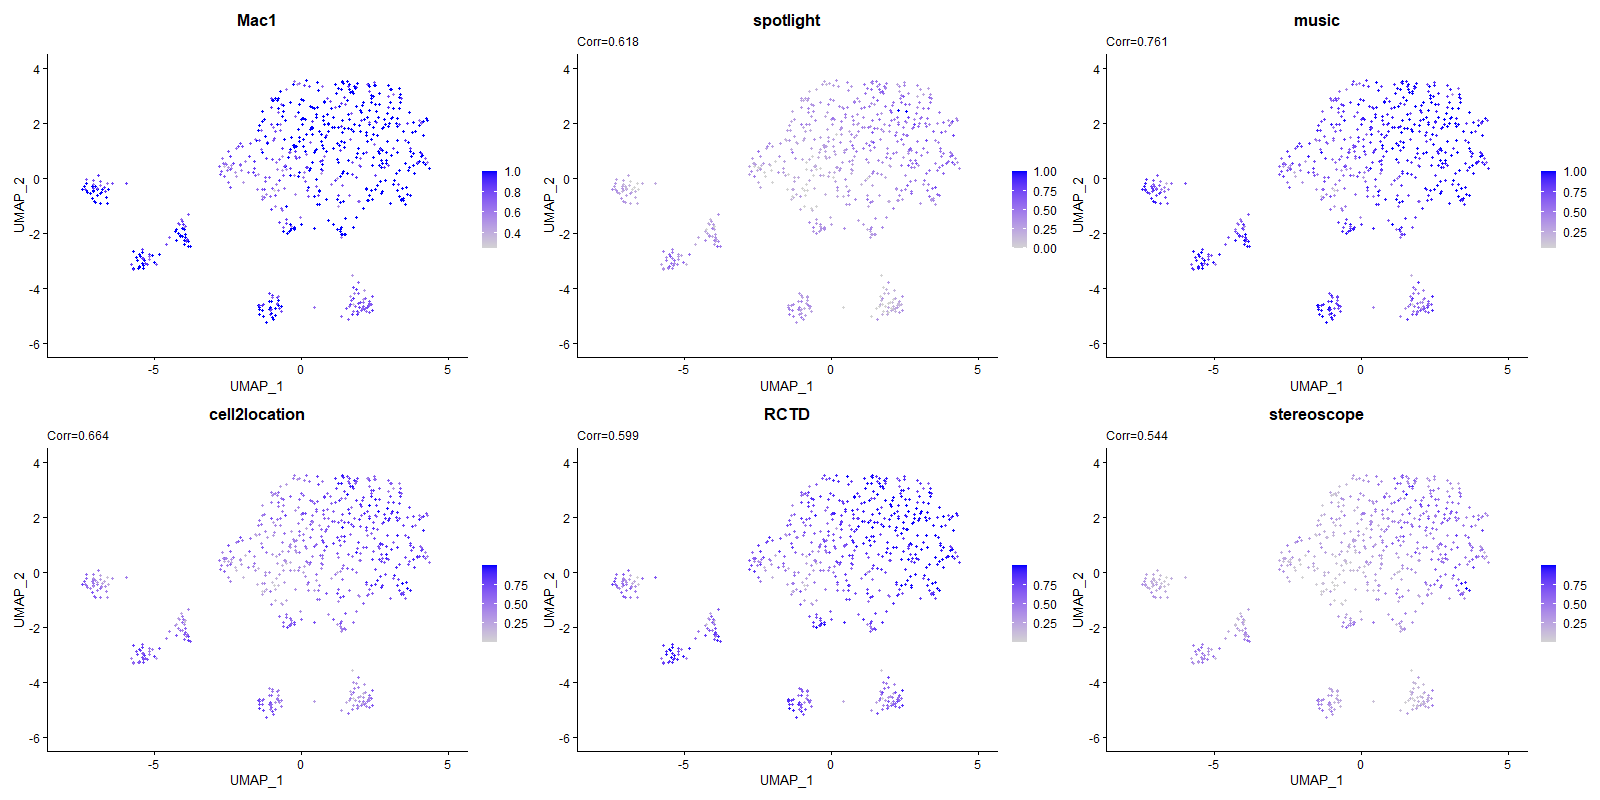 Mac1
4
2
0
-2
-4
-6
UMAP_2
-5 0 5
UMAP_1
1.0
0.8
0.6
0.4
spotlight
Corr=0.618
4
2
0
-2
-4
-6
UMAP_2
-5 0 5
UMAP_1
1.00
0.75
0.50
0.25
0.00
music
Corr=0.761
4
2
0
-2
-4
-6
UMAP_2
-5 0 5
UMAP_1
1.00
0.75
0.50
0.25
cell2location
Corr=0.664
4
2
0
-2
-4
-6
UMAP_2
-5 0 5
UMAP_1
0.75
0.50
0.25
RCTD
Corr=0.599
4
2
0
-2
-4
-6
UMAP_2
-5 0 5
UMAP_1
0.75
0.50
0.25
stereoscope
Corr=0.544
4
2
0
-2
-4
-6
UMAP_2
-5 0 5
UMAP_1
0.75
0.50
0.25